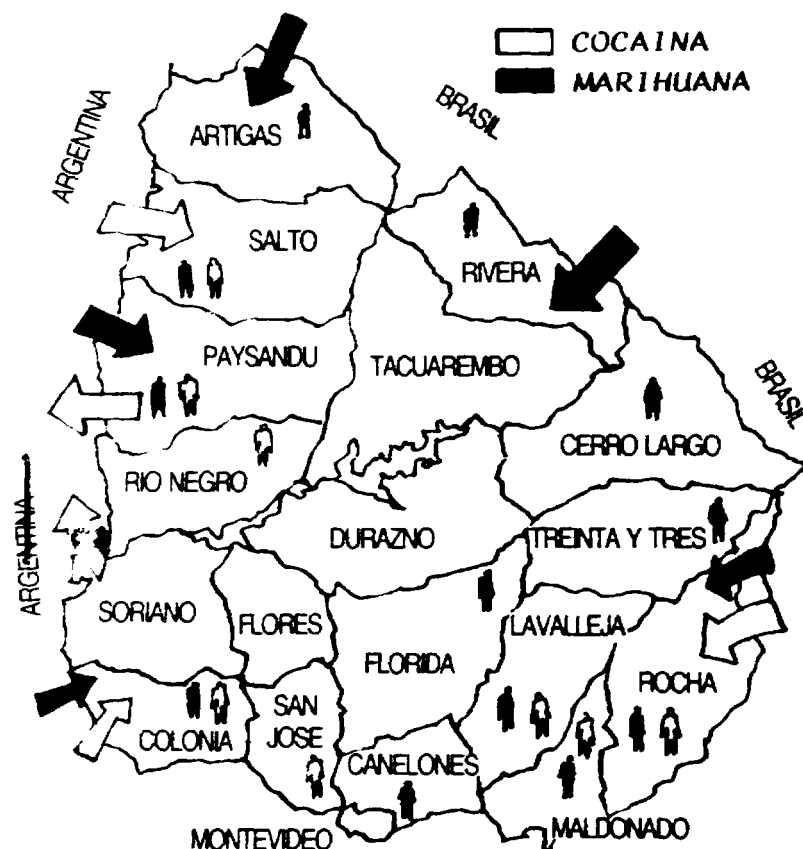 COCAINA
MARIHUANA
ARGENTINA
BRASIL
ARTIGAS
SALTO
RIVERA
PAYSANDU
TACUAREMBO
BRASIL
CERRO LARGO
RIO NEGRO
ARGENTINA
DURAZNO
TREINTA Y TRES
SORIANO
FLORES
LAVALLEJA
FLORIDA
ROCHA
SAN
JOSE
COLONIA
CANELONES
MONTEVIDEO
MALDONADO